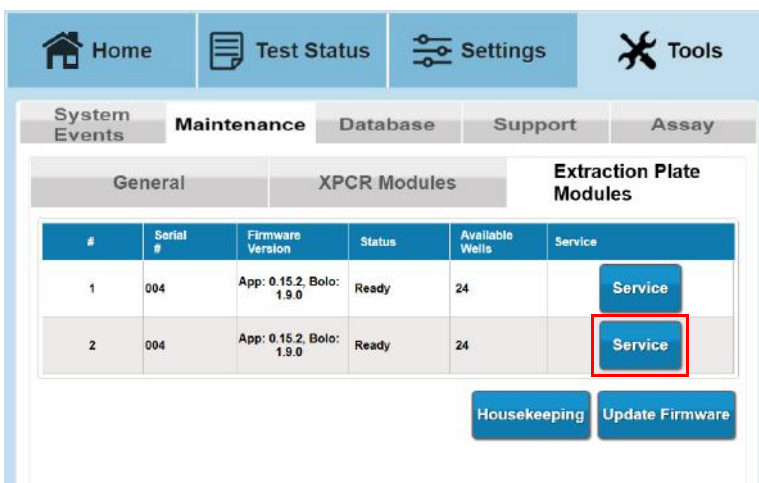 Home Test Status Settings Tools
System Events Maintenance Database Support Assay
General XPCR Modules Extraction Plate Modules
# Serial # Firmware Version Status Available Wells Service
1 004 App: 0.15.2, Bolo: 1.9.0 Ready 24 Service
2 004 App: 0.15.2, Bolo: 1.9.0 Ready 24 Service
Housekeeping Update Firmware